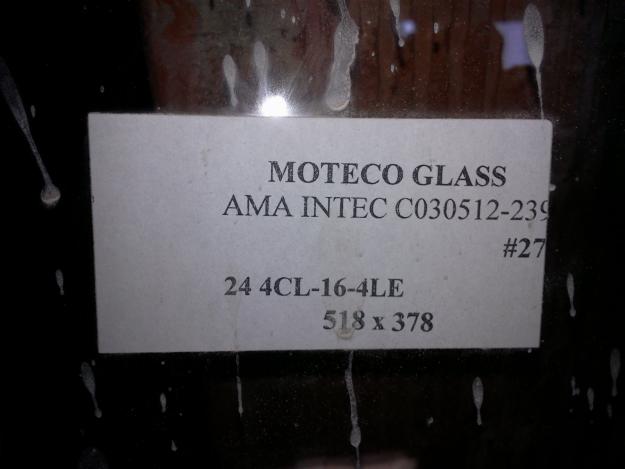 MOTECO GLASS
AMA INTEC C030512-239
#27
24 4CL-16-4LE
518 x 378